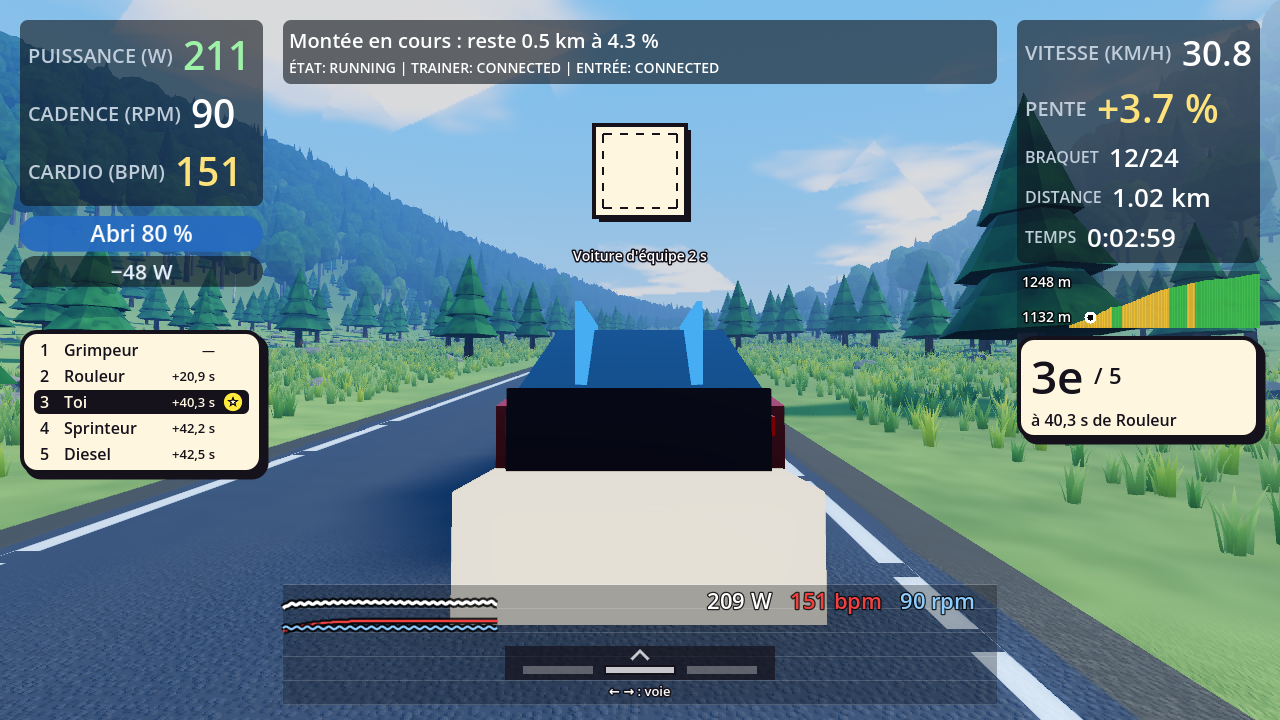 PUISSANCE (W) 211
CADENCE (RPM) 90
CARDIO (BPM) 151
Abri 80 %
−48 W
1 Grimpeur —
2 Rouleur +20,9 s
3 Toi +40,3 s
4 Sprinteur +42,2 s
5 Diesel +42,5 s
Montée en cours : reste 0.5 km à 4.3 %
ÉTAT: RUNNING | TRAINER: CONNECTED | ENTRÉE: CONNECTED
Voiture d'équipe 2 s
VITESSE (KM/H) 30.8
PENTE +3.7 %
BRAQUET 12/24
DISTANCE 1.02 km
TEMPS 0:02:59
1248 m
1132 m
3e / 5
à 40,3 s de Rouleur
209 W 151 bpm 90 rpm
← → : voie